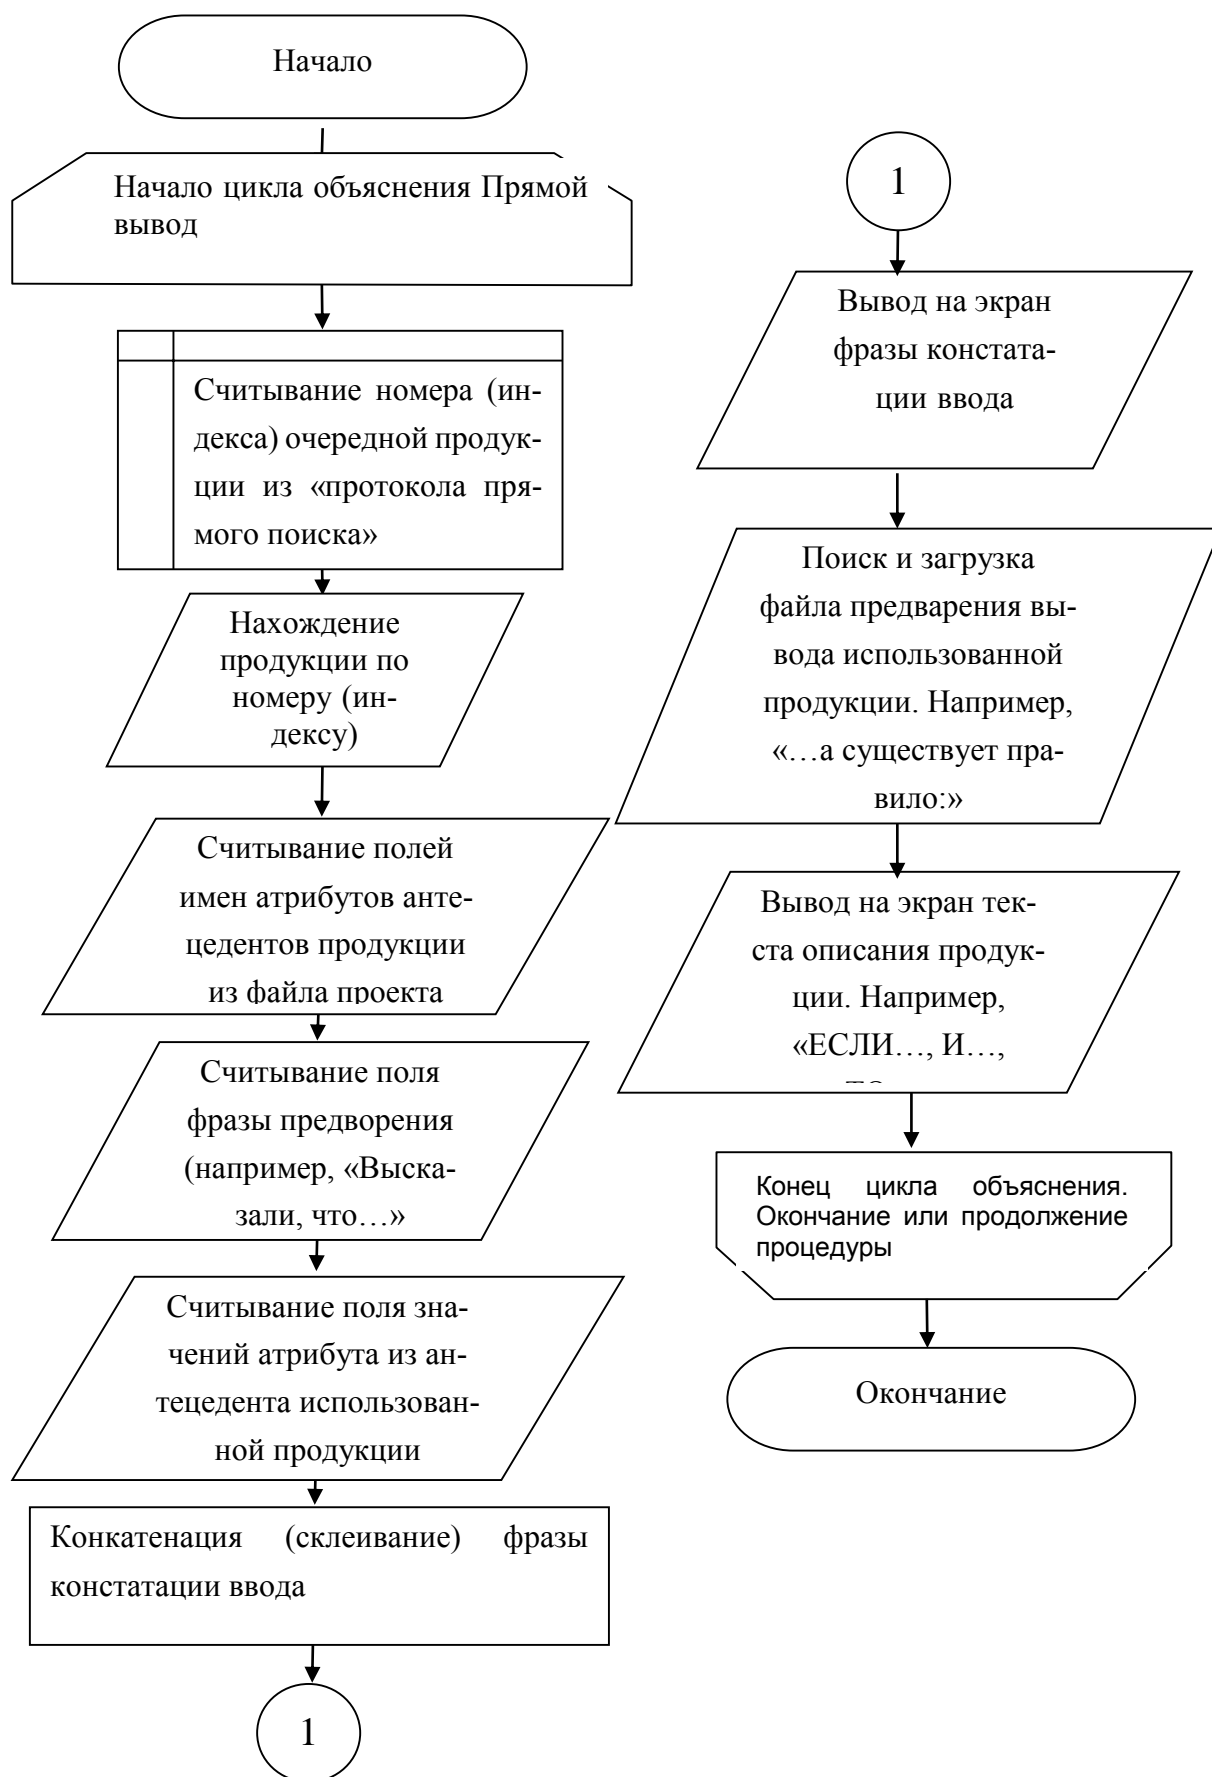 Начало
Начало цикла объяснения Прямой
вывод
Считывание номера (ин-
декса) очередной продук-
ции из «протокола пря-
мого поиска»
Нахождение
продукции по
номеру (ин-
дексу)
Считывание полей
имен атрибутов анте-
цедентов продукции
из файла проекта
Считывание поля
фразы предворения
(например, «Выска-
зали, что…»
Считывание поля зна-
чений атрибута из ан-
тецедента использован-
ной продукции
Конкатенация (склеивание) фразы
констатации ввода
1
1
Вывод на экран
фразы констата-
ции ввода
Поиск и загрузка
файла предварения вы-
вода использованной
продукции. Например,
«…а существует пра-
вило:»
Вывод на экран тек-
ста описания продук-
ции. Например,
«ЕСЛИ…, И…,
Конец цикла объяснения.
Окончание или продолжение
процедуры
Окончание